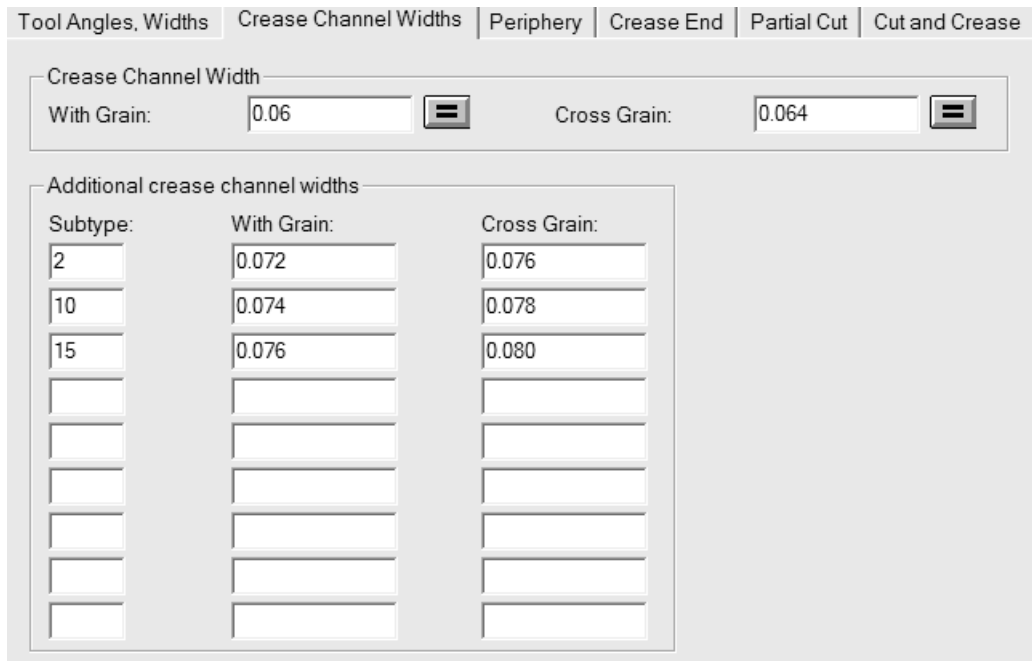 Tool Angles, Widths Crease Channel Widths Periphery Crease End Partial Cut Cut and Crease
Crease Channel Width
With Grain: 0.06 = Cross Grain: 0.064 =
Additional crease channel widths
Subtype: With Grain: Cross Grain:
2 0.072 0.076
10 0.074 0.078
15 0.076 0.080